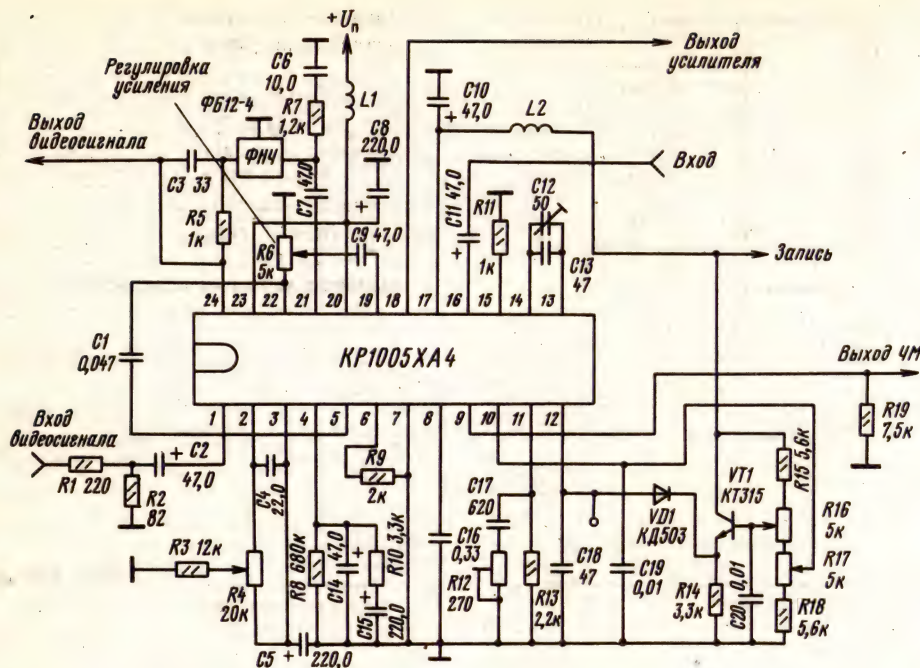 +Uп
Регулировка
усиления
C6
10,0
R7
1,2к
L1
ФБ12-4
ФНЧ
C8
220,0
Выход
видеосигнала
C3 33
R5
1к
C7 47,0
+
R6
5к
C9 47,0
Выход
усилителя
C10
47,0
+
L2
C11 47,0
+
Вход
R11
1к
C12
50
C13
47
Запись
24 23 22 21 20 19 18 17 16 15 14 13
C1
0,047
КР1005ХА4
Выход ЧМ
1 2 3 4 5 6 7 8 9 10 11 12
Вход
видеосигнала
R1 220
R2
82
+ C2
47,0
C4
22,0
R9
2к
R3 12к
R4
20к
R8 680к
C14 47,0
+
R10 3,3к
C15 220,0
+
C5 + 220,0
C16
0,33
C17
620
R12
270
R13
2,2к
C18
47
C19
0,01
VD1
КД503
VT1
КТ315
R14
3,3к
C20 0,01
R15 5,6к
R16
5к
R17
5к
R18
5,6к
R19
7,5к